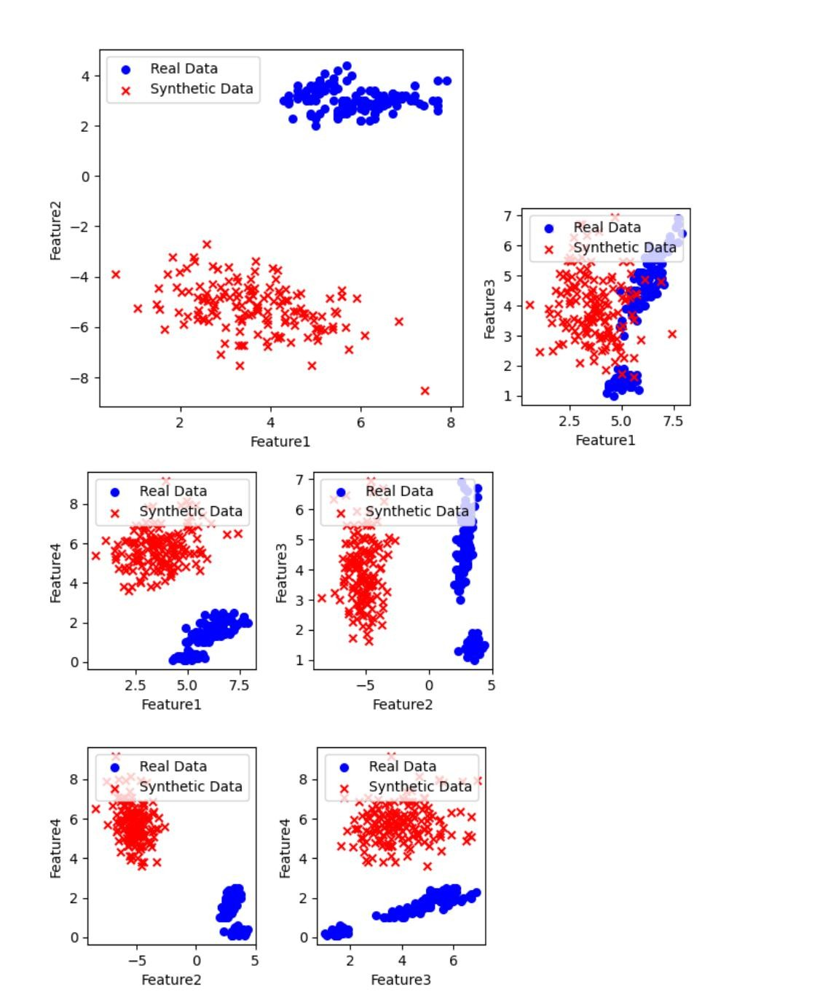 4
2
0
−2
−4
−6
−8
Feature2
Real Data
Synthetic Data
2 4 6 8
Feature1
7
6
5
4
3
2
1
Feature3
Real Data
Synthetic Data
2.5 5.0 7.5
Feature1
8
6
4
2
0
Feature4
Real Data
Synthetic Data
2.5 5.0 7.5
Feature1
7
6
5
4
3
2
1
Feature3
Real Data
Synthetic Data
−5 0 5
Feature2
8
6
4
2
0
Feature4
Real Data
Synthetic Data
−5 0 5
Feature2
8
6
4
2
0
Feature4
Real Data
Synthetic Data
2 4 6
Feature3